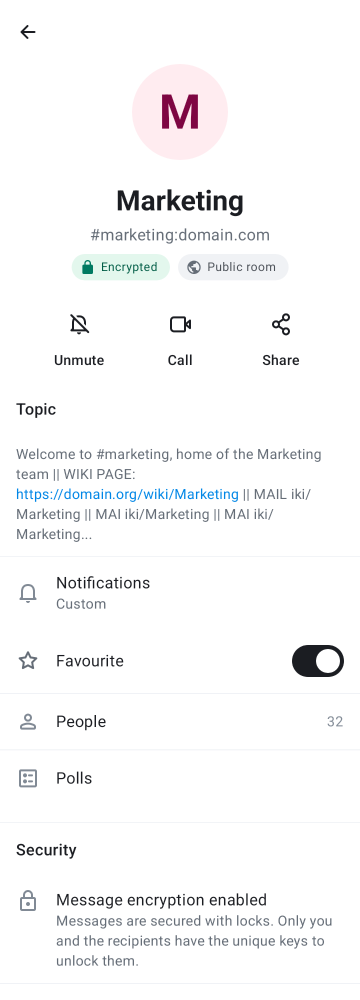 M
Marketing
#marketing:domain.com
Encrypted
Public room
Unmute
Call
Share
Topic
Welcome to #marketing, home of the Marketing
team || WIKI PAGE:
https://domain.org/wiki/Marketing || MAIL iki/
Marketing || MAI iki/Marketing || MAI iki/
Marketing...
Notifications
Custom
Favourite
People 32
Polls
Security
Message encryption enabled
Messages are secured with locks. Only you
and the recipients have the unique keys to
unlock them.